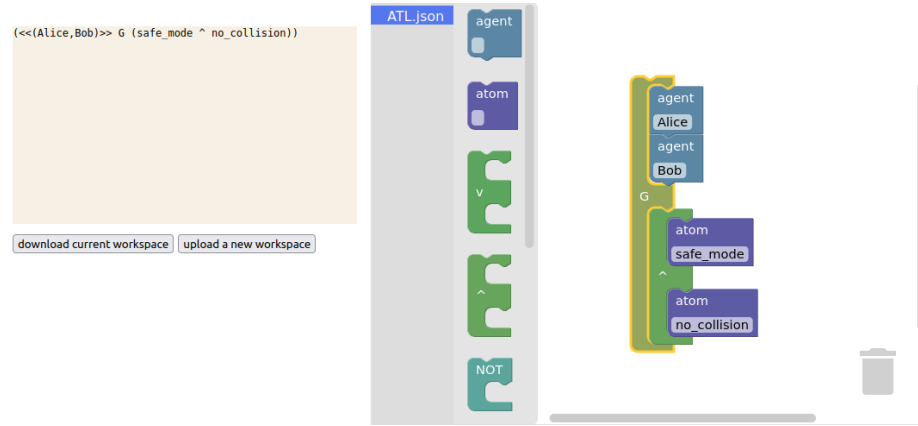 (<<(Alice,Bob)>> G (safe_mode ^ no_collision))
download current workspace
upload a new workspace
ATL.json
agent
atom
v
^
NOT
G
agent
Alice
agent
Bob
^
atom
safe_mode
atom
no_collision